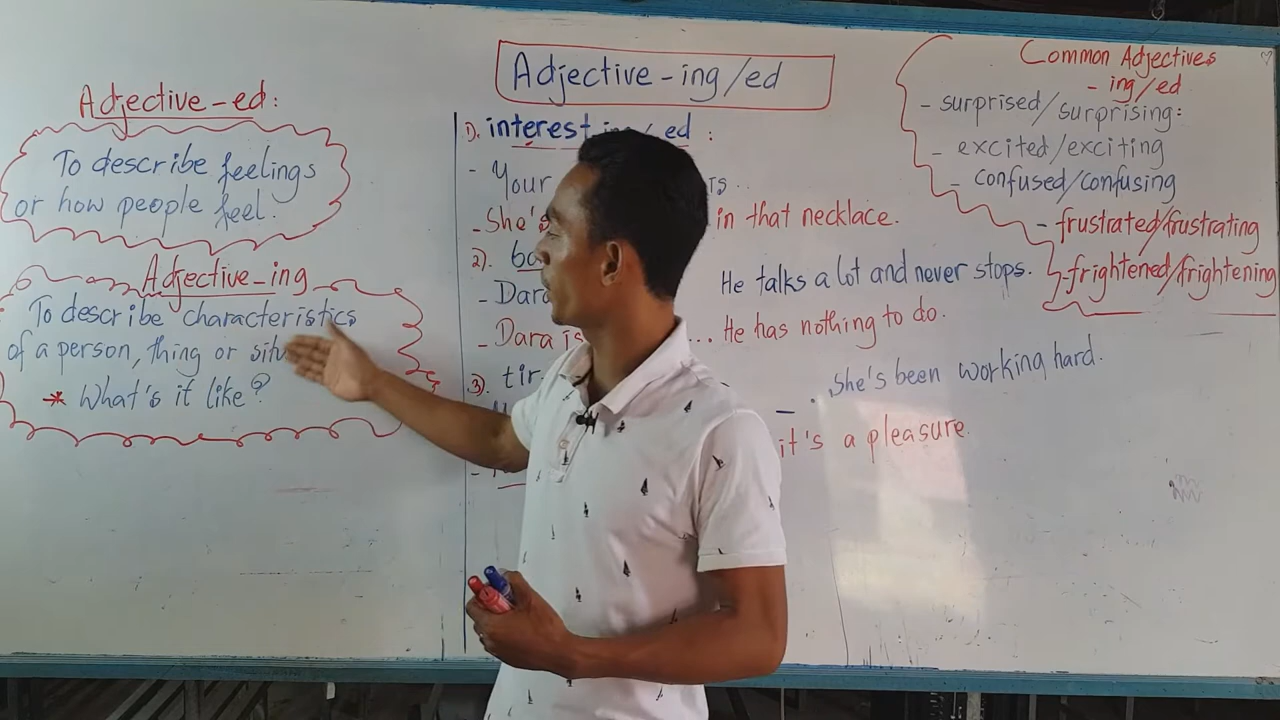 Adjective-ing/ed
Adjective-ed:
To describe feelings
or how people feel.
Adjective-ing
To describe characteristics
of a person, thing or
* What's it like?
1). interest-ing/ed:
- Your
- She's in that necklace.
2).
He talks a lot and never stops.
- Dara is ... He has nothing to do.
3). tir-
She's been working hard.
it's a pleasure.
Common Adjectives
- ing/ed
- surprised/surprising:
- excited/exciting
- confused/confusing
- frustrated/frustrating
- frightened/frightening